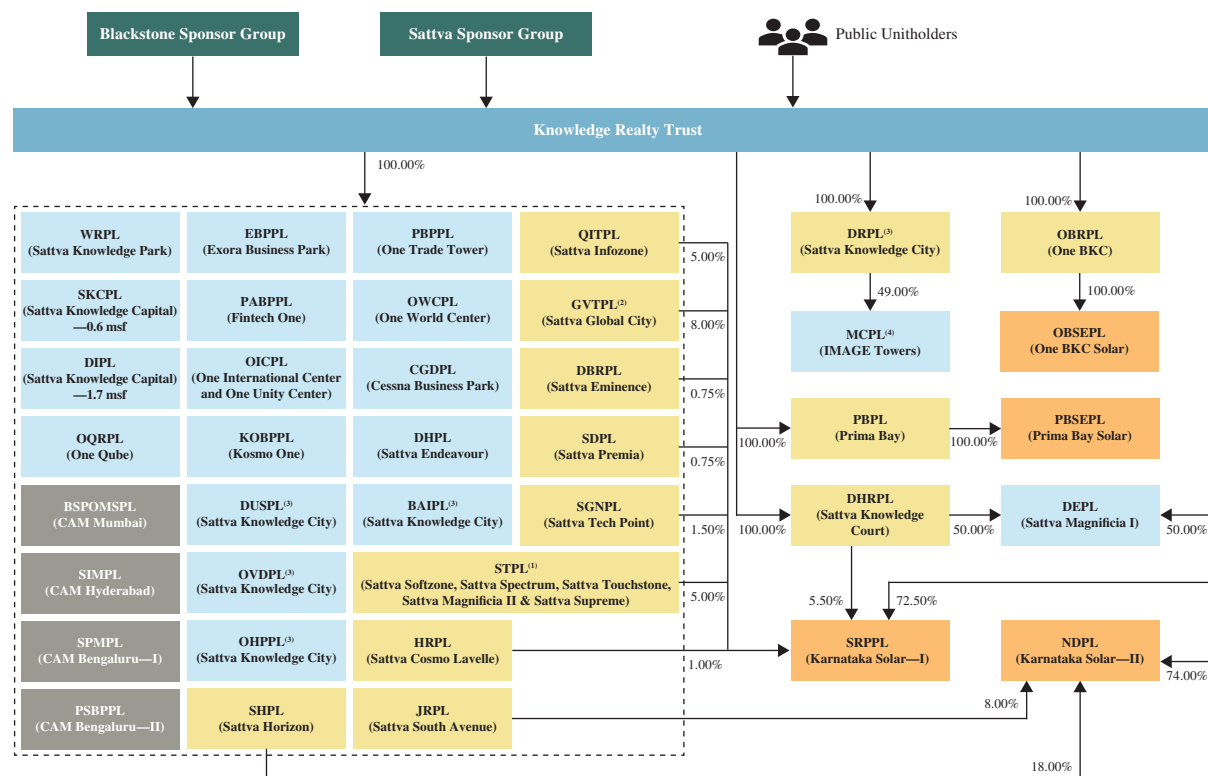 Blackstone Sponsor Group
Sattva Sponsor Group
Public Unitholders
Knowledge Realty Trust
100.00%
100.00%
100.00%
WRPL
(Sattva Knowledge Park)
EBPPL
(Exora Business Park)
PBPPL
(One Trade Tower)
QITPL
(Sattva Infozone)
5.00%
DRPL(3)
(Sattva Knowledge City)
OBRPL
(One BKC)
49.00%
100.00%
SKCPL
(Sattva Knowledge Capital)
—0.6 msf
PABPPL
(Fintech One)
OWCPL
(One World Center)
GVTPL(2)
(Sattva Global City)
8.00%
MCPL(4)
(IMAGE Towers)
OBSEPL
(One BKC Solar)
DIPL
(Sattva Knowledge Capital)
—1.7 msf
OICPL
(One International Center
and One Unity Center)
CGDPL
(Cessna Business Park)
DBRPL
(Sattva Eminence)
0.75%
OQRPL
(One Qube)
KOBPPL
(Kosmo One)
DHPL
(Sattva Endeavour)
SDPL
(Sattva Premia)
0.75%
100.00%
PBPL
(Prima Bay)
100.00%
PBSEPL
(Prima Bay Solar)
BSPOMSPL
(CAM Mumbai)
DUSPL(3)
(Sattva Knowledge City)
BAIPL(3)
(Sattva Knowledge City)
SGNPL
(Sattva Tech Point)
1.50%
100.00%
DHRPL
(Sattva Knowledge
Court)
50.00%
DEPL
(Sattva Magnificia I)
50.00%
SIMPL
(CAM Hyderabad)
OVDPL(3)
(Sattva Knowledge City)
STPL(1)
(Sattva Softzone, Sattva Spectrum, Sattva Touchstone,
Sattva Magnificia II & Sattva Supreme)
5.00%
5.50%
72.50%
SPMPL
(CAM Bengaluru—I)
OHPPL(3)
(Sattva Knowledge City)
HRPL
(Sattva Cosmo Lavelle)
1.00%
SRPPL
(Karnataka Solar—I)
NDPL
(Karnataka Solar—II)
74.00%
PSBPPL
(CAM Bengaluru—II)
SHPL
(Sattva Horizon)
JRPL
(Sattva South Avenue)
8.00%
18.00%